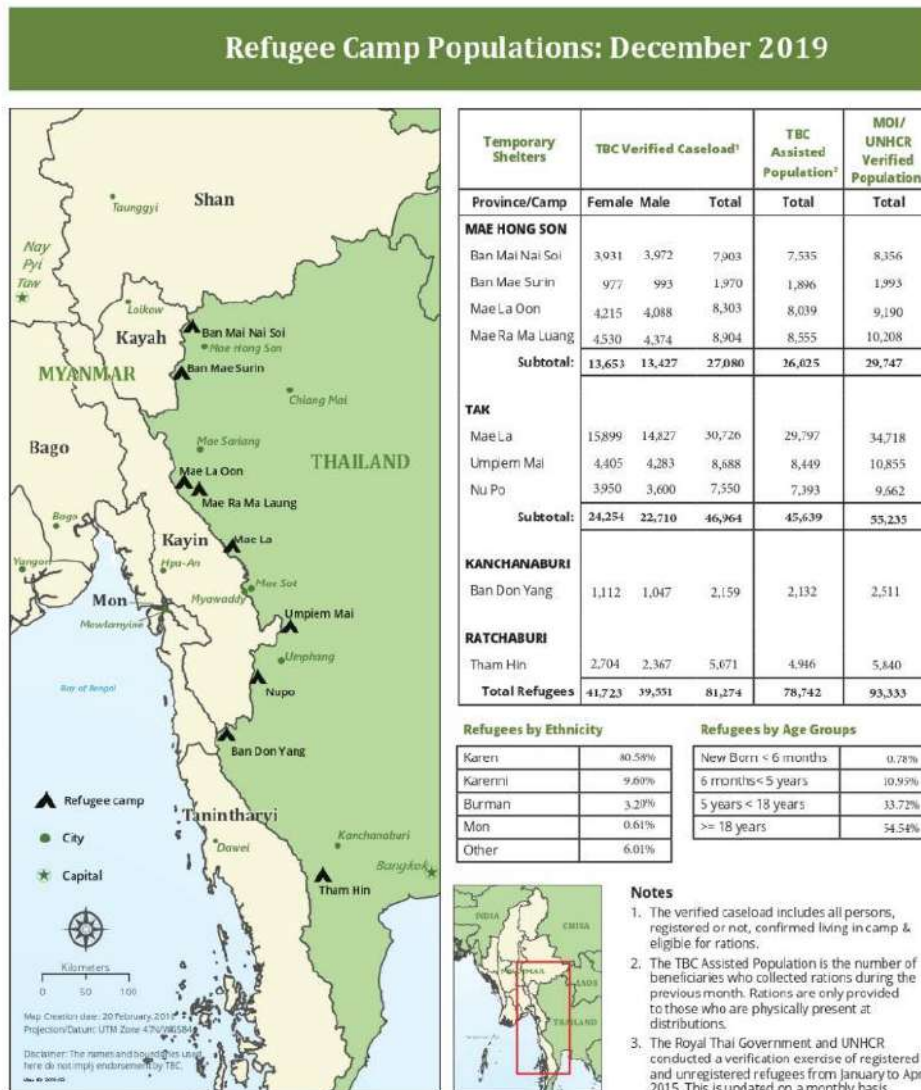 Refugee Camp Populations: December 2019
Shan
Taunggyi
Nay
Pyi
Taw
Loikaw
Kayah
Ban Mai Nai Soi
Mae Hong Son
MYANMAR
Ban Mae Surin
Chiang Mai
Bago
Mae Sariang
THAILAND
Mae La Oon
Mae Ra Ma Laung
Bago
Kayin
Mae La
Yangon
Hpa-An
Mae Sot
Mon
Myawaddy
Mawlamyine
Umpiem Mai
Umphang
Bay of Bengal
Nupo
Ban Don Yang
Refugee camp
Tanintharyi
City
Kanchanaburi
Dawei
Capital
Bangkok
Tham Hin
Kilometers
0 50 100
Map Creation date: 20 February, 2016
Projection/Datum: UTM Zone 47N/WGS84
Disclaimer: The names and boundaries used
here do not imply endorsement by TBC.
Temporary Shelters TBC Verified Caseload¹ TBC Assisted Population² MOI/ UNHCR Verified Population
Province/Camp Female Male Total Total Total
MAE HONG SON
Ban Mai Nai Soi 3,931 3,972 7,903 7,535 8,356
Ban Mae Surin 977 993 1,970 1,896 1,993
Mae La Oon 4,215 4,088 8,303 8,039 9,190
Mae Ra Ma Luang 4,530 4,374 8,904 8,555 10,208
Subtotal: 13,653 13,427 27,080 26,025 29,747
TAK
Mae La 15,899 14,827 30,726 29,797 34,718
Umpiem Mai 4,405 4,283 8,688 8,449 10,855
Nu Po 3,950 3,600 7,550 7,393 9,662
Subtotal: 24,254 22,710 46,964 45,639 55,235
KANCHANABURI
Ban Don Yang 1,112 1,047 2,159 2,132 2,511
RATCHABURI
Tham Hin 2,704 2,367 5,071 4,946 5,840
Total Refugees 41,723 39,551 81,274 78,742 93,333
Refugees by Ethnicity
Karen 80.58%
Karenni 9.60%
Burman 3.20%
Mon 0.61%
Other 6.01%
Refugees by Age Groups
New Born < 6 months 0.78%
6 months< 5 years 10.95%
5 years < 18 years 33.72%
>= 18 years 54.54%
INDIA
CHINA
LAOS
THAILAND
Notes
1. The verified caseload includes all persons,
registered or not, confirmed living in camp &
eligible for rations.
2. The TBC Assisted Population is the number of
beneficiaries who collected rations during the
previous month. Rations are only provided
to those who are physically present at
distributions.
3. The Royal Thai Government and UNHCR
conducted a verification exercise of registered
and unregistered refugees from January to Apr
2015. This is updated on a monthly basis